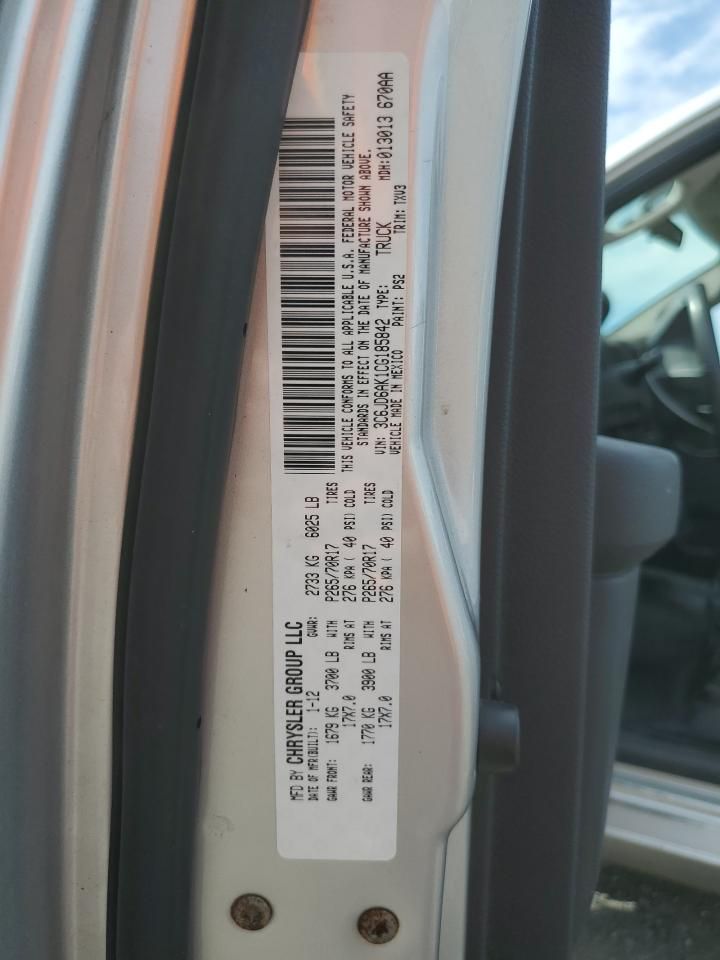 MFD BY CHRYSLER GROUP LLC
DATE OF MFR(BUILT): 1-12 GVWR: 2733 KG 6025 LB
GAWR FRONT: 1679 KG 3700 LB WITH P265/70R17 TIRES
17X7.0 RIMS AT 276 KPA ( 40 PSI) COLD
GAWR REAR: 1770 KG 3900 LB WITH P265/70R17 TIRES
17X7.0 RIMS AT 276 KPA ( 40 PSI) COLD
THIS VEHICLE CONFORMS TO ALL APPLICABLE U.S.A. FEDERAL MOTOR VEHICLE SAFETY
STANDARDS IN EFFECT ON THE DATE OF MANUFACTURE SHOWN ABOVE.
VIN: 3C6JD6AK1CG185842 TYPE: TRUCK MDH: 013013 670AA
VEHICLE MADE IN MEXICO PAINT: PS2 TRIM: TXV3